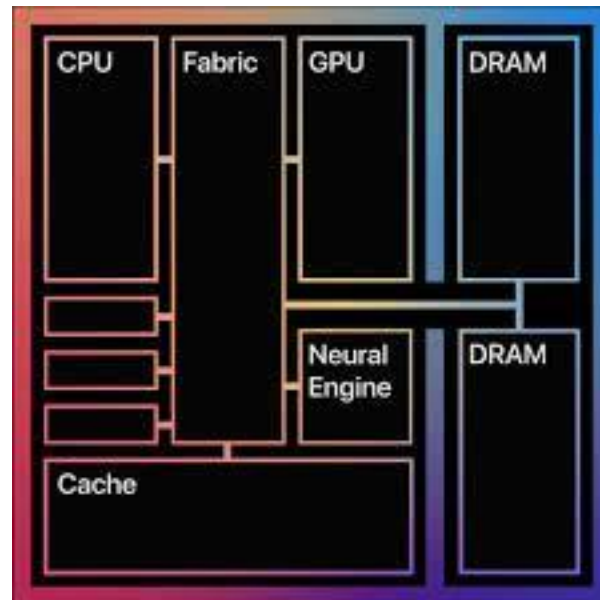 CPU
Fabric
GPU
DRAM
Neural
Engine
DRAM
Cache